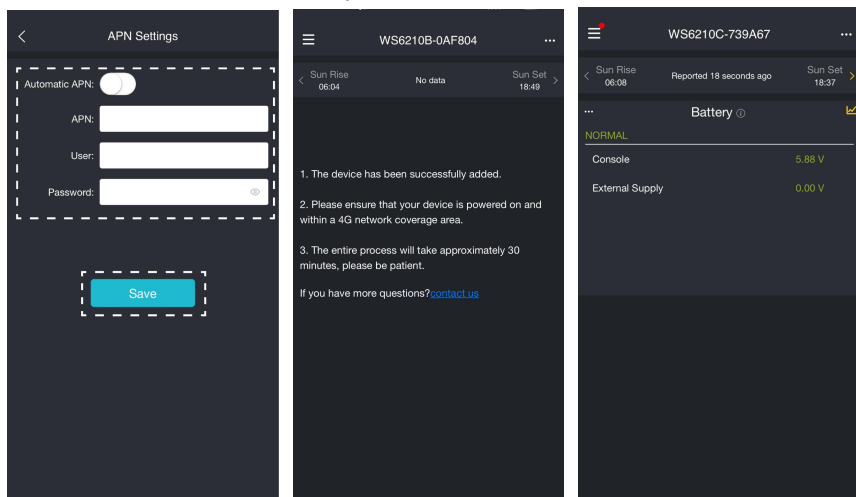 APN Settings
Automatic APN:
APN:
User:
Password:
Save
WS6210B-0AF804
Sun Rise
06:04
No data
Sun Set
18:49
1. The device has been successfully added.
2. Please ensure that your device is powered on and
within a 4G network coverage area.
3. The entire process will take approximately 30
minutes, please be patient.
If you have more questions?contact us
WS6210C-739A67
Sun Rise
06:08
Reported 18 seconds ago
Sun Set
18:37
Battery
NORMAL
Console 5.88 V
External Supply 0.00 V